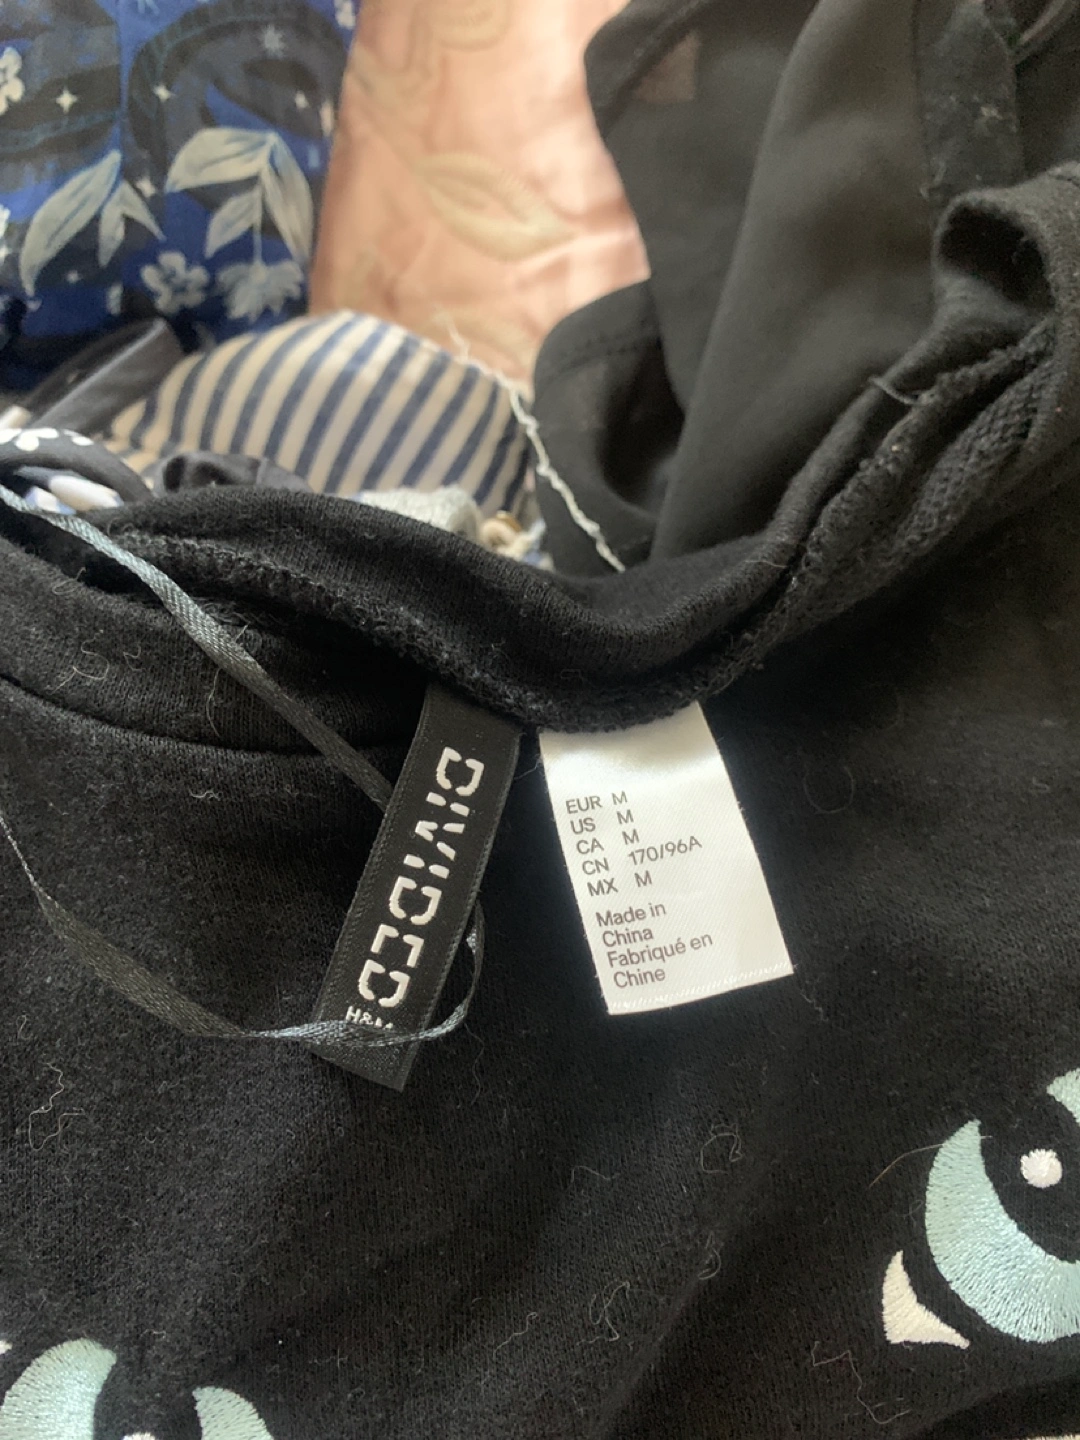 DIVIDED
H&M
EUR M
US M
CA M
CN 170/96A
MX M
Made in
China
Fabriqué en
Chine